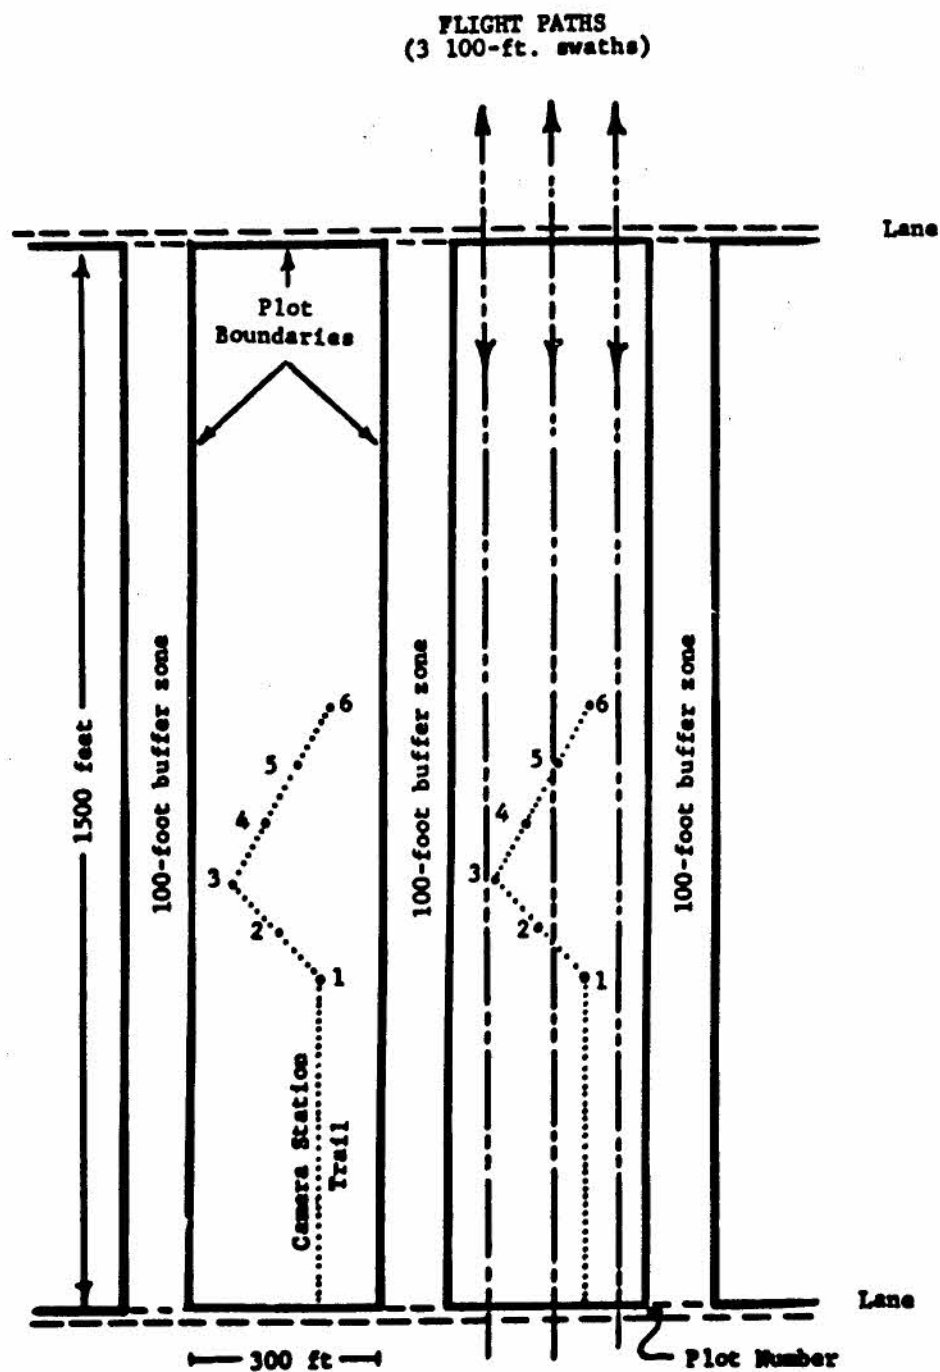 FLIGHT PATHS
(3 100-ft. swaths)
Lane
Plot
Boundaries
1500 feet
100-foot buffer zone
100-foot buffer zone
100-foot buffer zone
6
5
4
3
2
1
6
5
4
3
2
1
Camera Station
Trail
Lane
300 ft
Plot Number